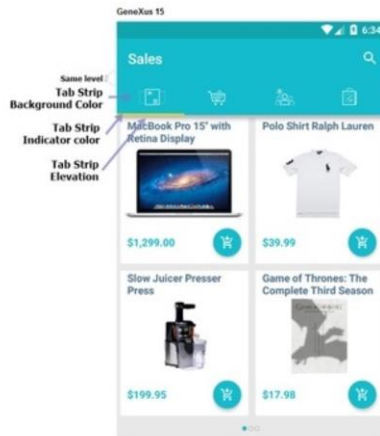 GeneXus 15
6:34
Sales
Same level
Tab Strip
Background Color
Tab Strip
Indicator color
Tab Strip
Elevation
MacBook Pro 15" with
Retina Display
Polo Shirt Ralph Lauren
$1,299.00
$39.99
Slow Juicer Presser
Press
Game of Thrones: The
Complete Third Season
$199.95
$17.98